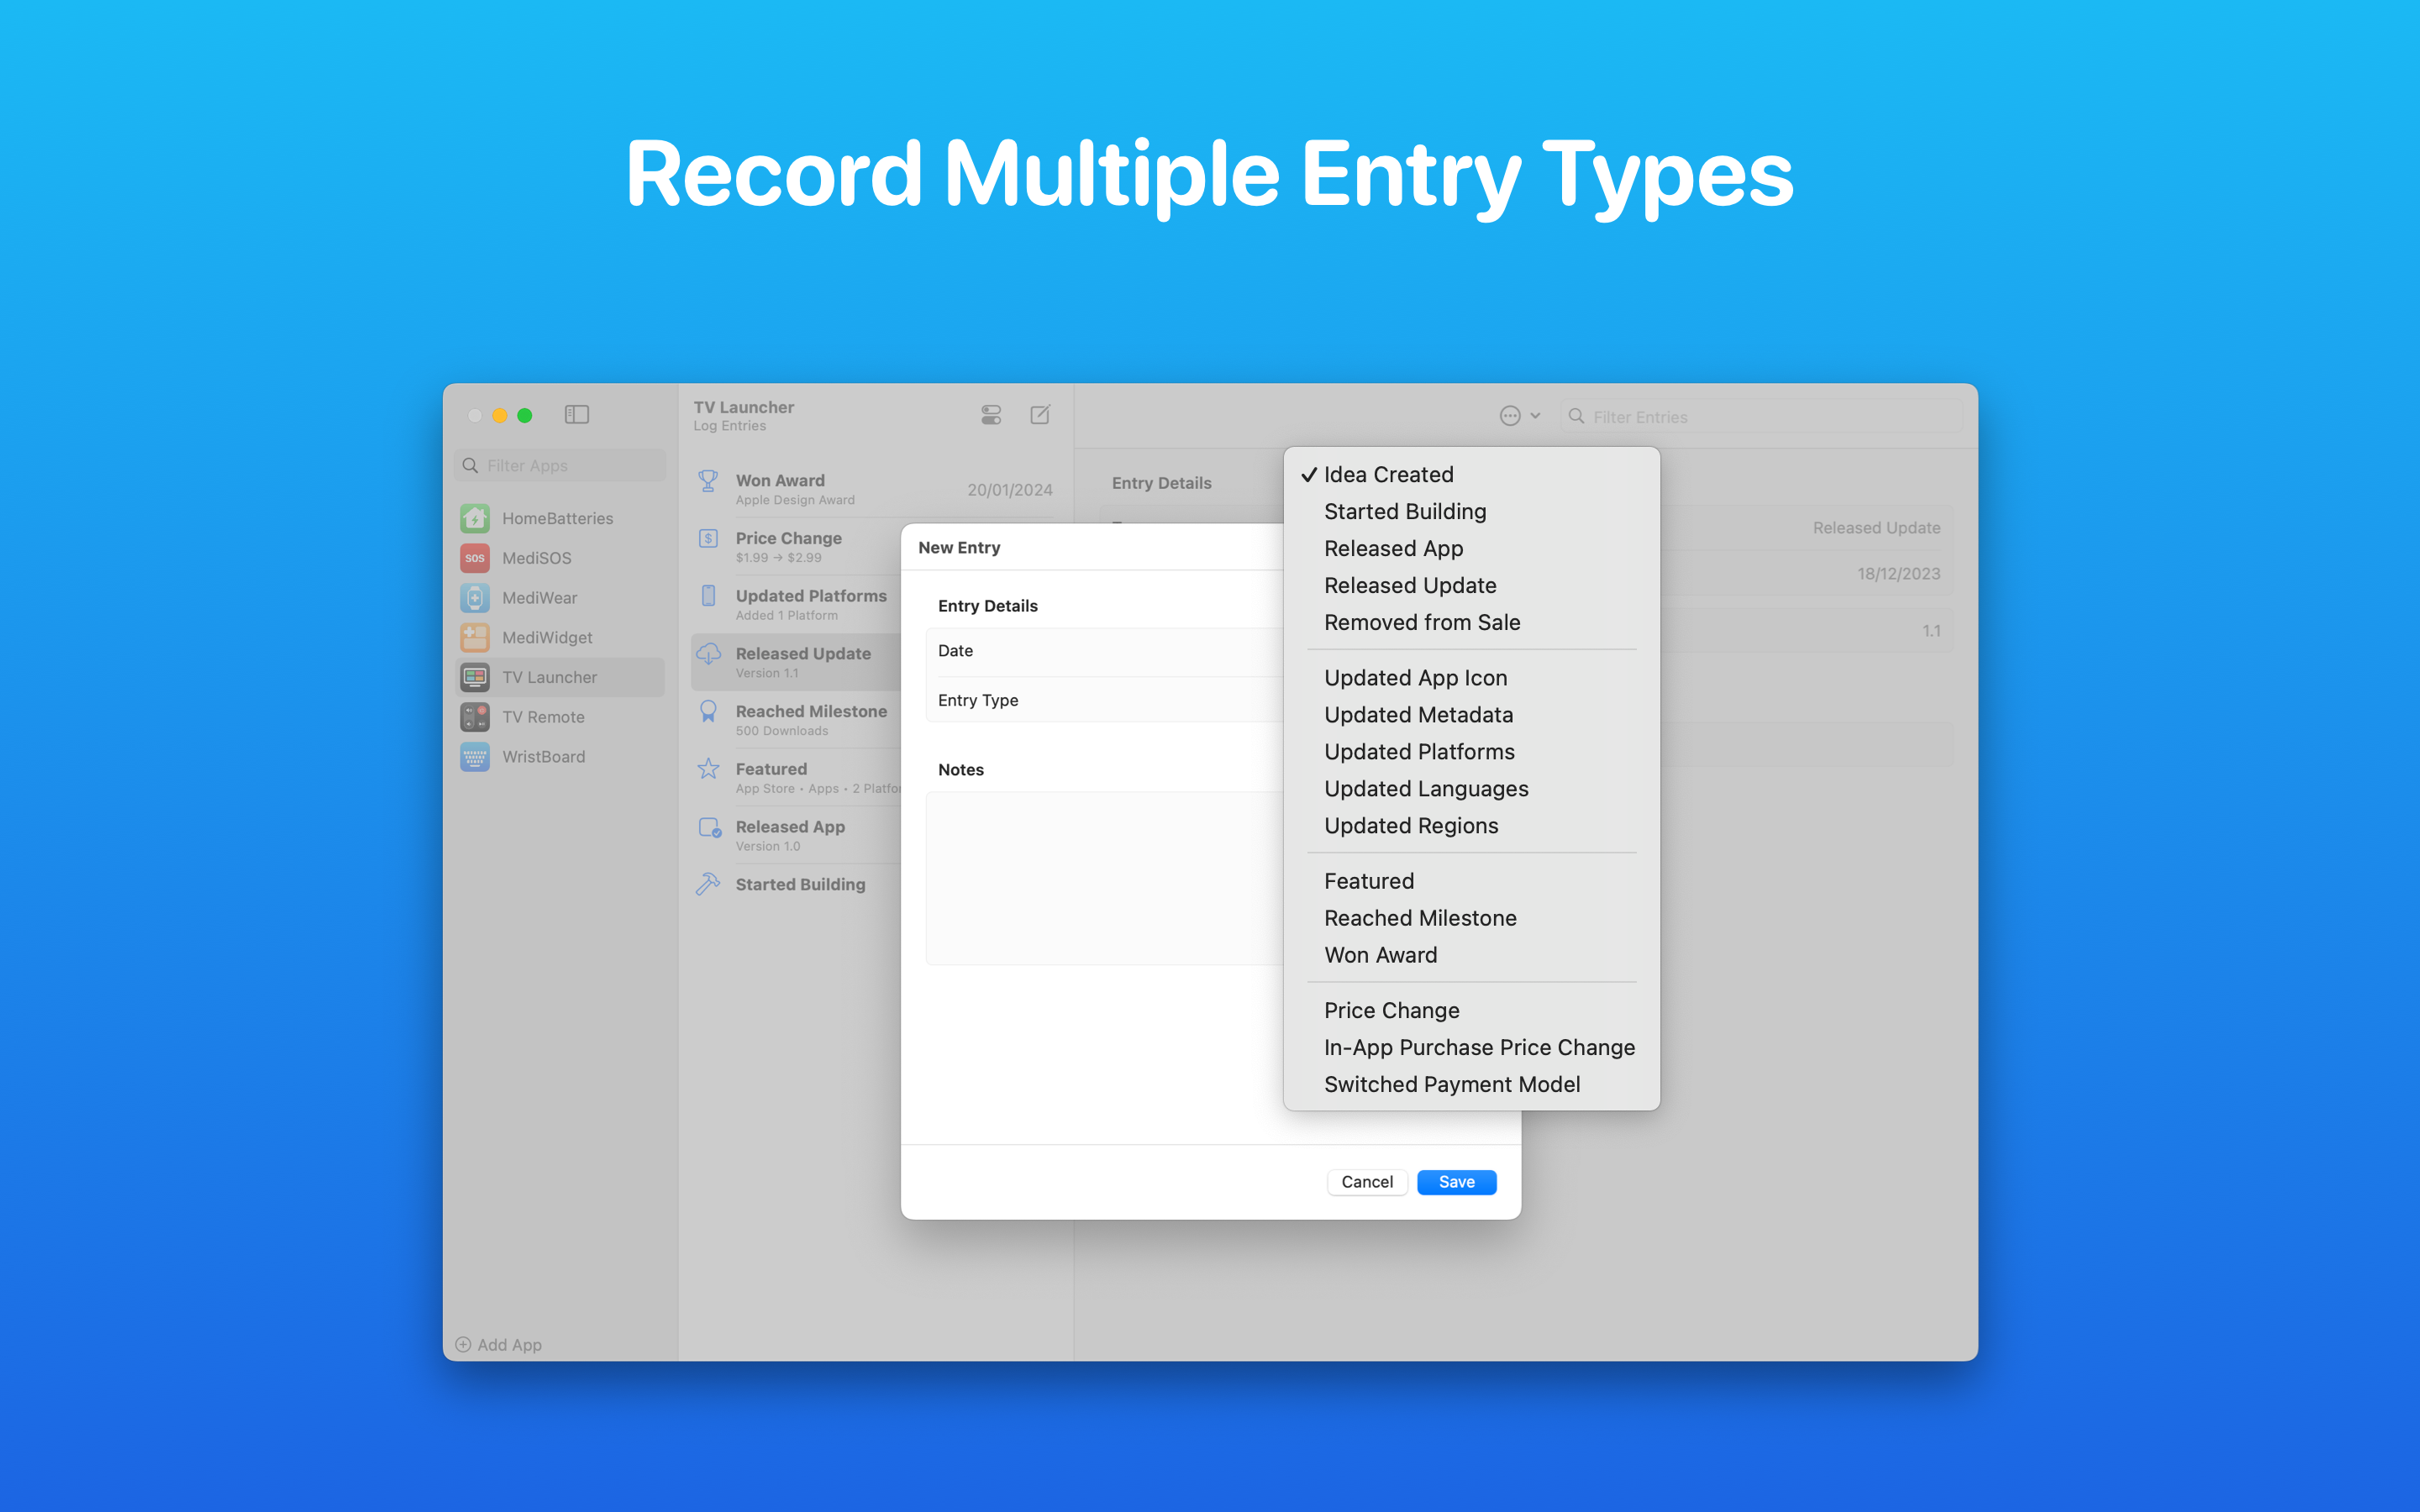 Record Multiple Entry Types
TV Launcher
Log Entries
Filter Entries
Filter Apps
HomeBatteries
SOS
MediSOS
MediWear
MediWidget
TV Launcher
TV Remote
WristBoard
Add App
Won Award
Apple Design Award
20/01/2024
Price Change
$1.99 → $2.99
Updated Platforms
Added 1 Platform
Released Update
Version 1.1
Reached Milestone
500 Downloads
Featured
App Store • Apps • 2 Platfo
Released App
Version 1.0
Started Building
Entry Details
Released Update
18/12/2023
1.1
New Entry
Entry Details
Date
Entry Type
Notes
Cancel
Save
✓ Idea Created
Started Building
Released App
Released Update
Removed from Sale
Updated App Icon
Updated Metadata
Updated Platforms
Updated Languages
Updated Regions
Featured
Reached Milestone
Won Award
Price Change
In-App Purchase Price Change
Switched Payment Model